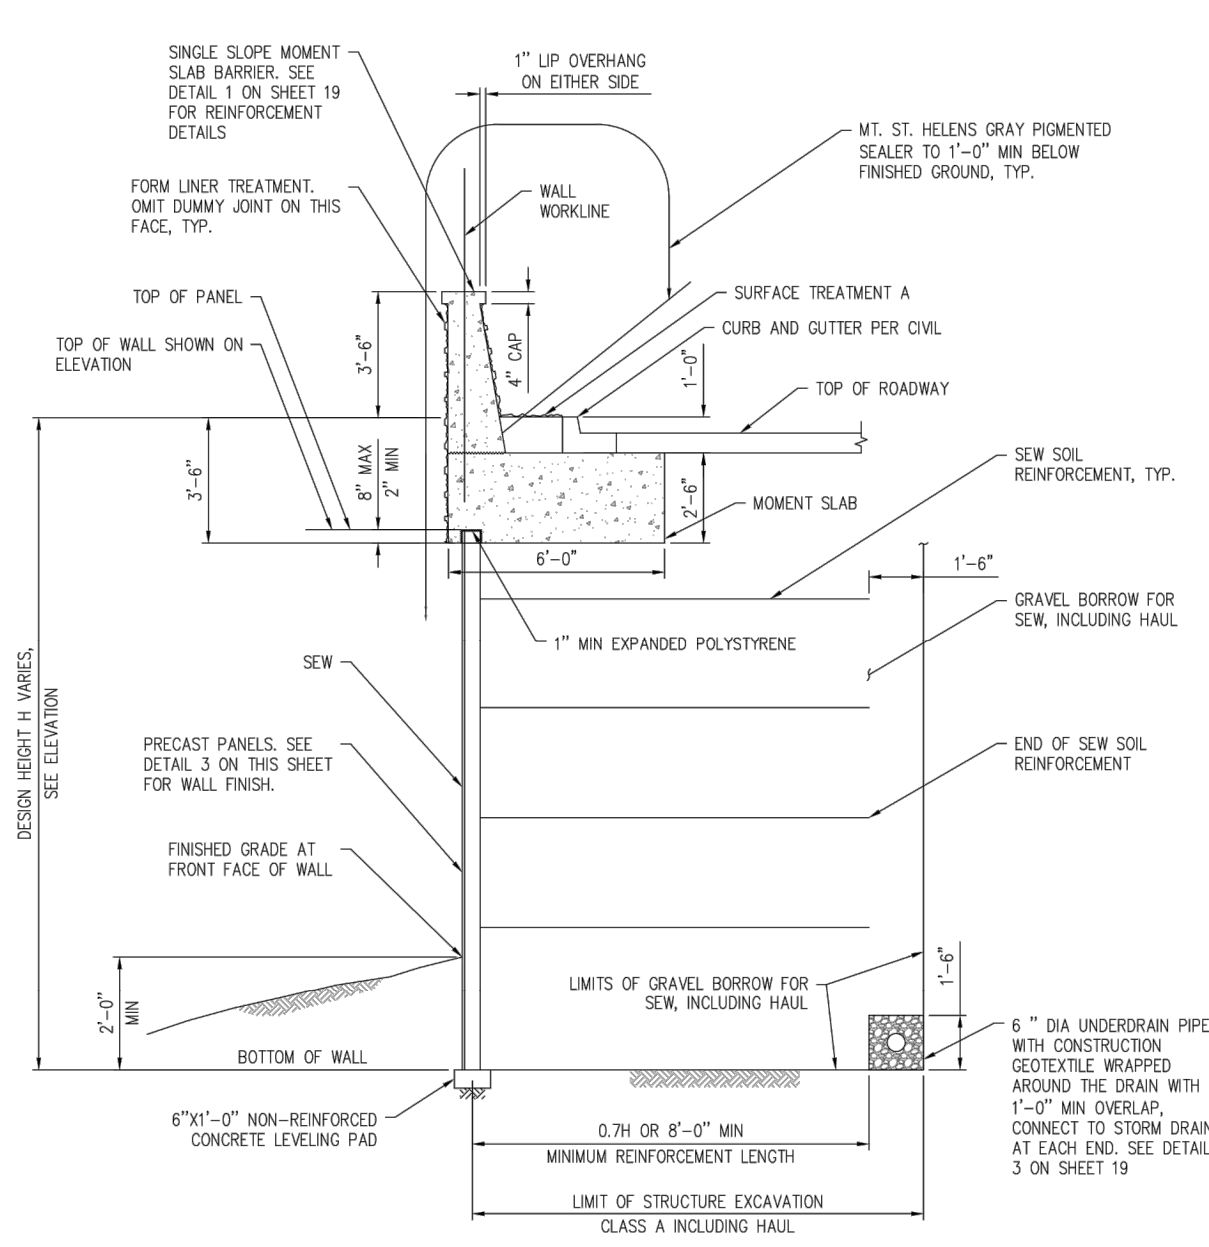 SINGLE SLOPE MOMENT
SLAB BARRIER. SEE
DETAIL 1 ON SHEET 19
FOR REINFORCEMENT
DETAILS
1" LIP OVERHANG
ON EITHER SIDE
MT. ST. HELENS GRAY PIGMENTED
SEALER TO 1'-0" MIN BELOW
FINISHED GROUND, TYP.
FORM LINER TREATMENT.
OMIT DUMMY JOINT ON THIS
FACE, TYP.
WALL
WORKLINE
TOP OF PANEL
TOP OF WALL SHOWN ON
ELEVATION
3'-6"
4" CAP
SURFACE TREATMENT A
CURB AND GUTTER PER CIVIL
1'-0"
TOP OF ROADWAY
3'-6"
8" MAX
2" MIN
2'-6"
MOMENT SLAB
SEW SOIL
REINFORCEMENT, TYP.
6'-0"
1'-6"
GRAVEL BORROW FOR
SEW, INCLUDING HAUL
1" MIN EXPANDED POLYSTYRENE
SEW
DESIGN HEIGHT H VARIES,
SEE ELEVATION
PRECAST PANELS. SEE
DETAIL 3 ON THIS SHEET
FOR WALL FINISH.
END OF SEW SOIL
REINFORCEMENT
FINISHED GRADE AT
FRONT FACE OF WALL
2'-0"
MIN
LIMITS OF GRAVEL BORROW FOR
SEW, INCLUDING HAUL
1'-6"
BOTTOM OF WALL
6 " DIA UNDERDRAIN PIPE
WITH CONSTRUCTION
GEOTEXTILE WRAPPED
AROUND THE DRAIN WITH
1'-0" MIN OVERLAP,
CONNECT TO STORM DRAIN
AT EACH END. SEE DETAIL
3 ON SHEET 19
6"X1'-0" NON-REINFORCED
CONCRETE LEVELING PAD
0.7H OR 8'-0" MIN
MINIMUM REINFORCEMENT LENGTH
LIMIT OF STRUCTURE EXCAVATION
CLASS A INCLUDING HAUL